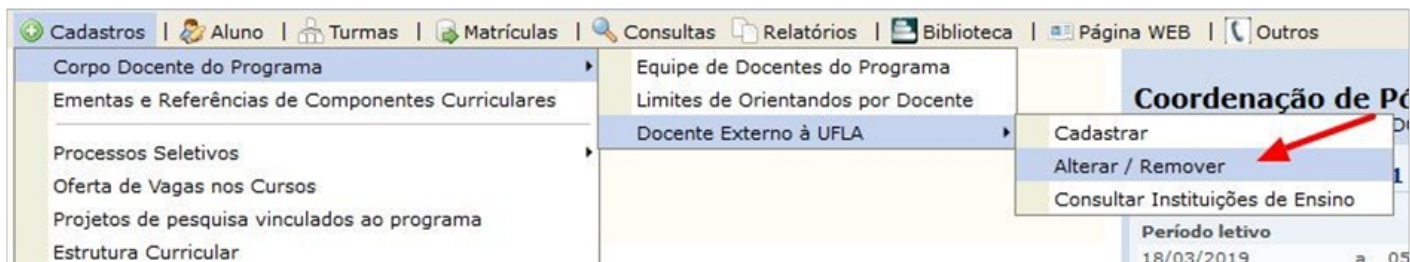 Cadastros | Aluno | Turmas | Matrículas | Consultas Relatórios | Biblioteca | Página WEB | Outros
Corpo Docente do Programa
Ementas e Referências de Componentes Curriculares
Processos Seletivos
Oferta de Vagas nos Cursos
Projetos de pesquisa vinculados ao programa
Estrutura Curricular
Equipe de Docentes do Programa
Limites de Orientandos por Docente
Docente Externo à UFLA
Cadastrar
Alterar / Remover
Consultar Instituições de Ensino
Coordenação de Pó
1
Período letivo
18/03/2019 a 05